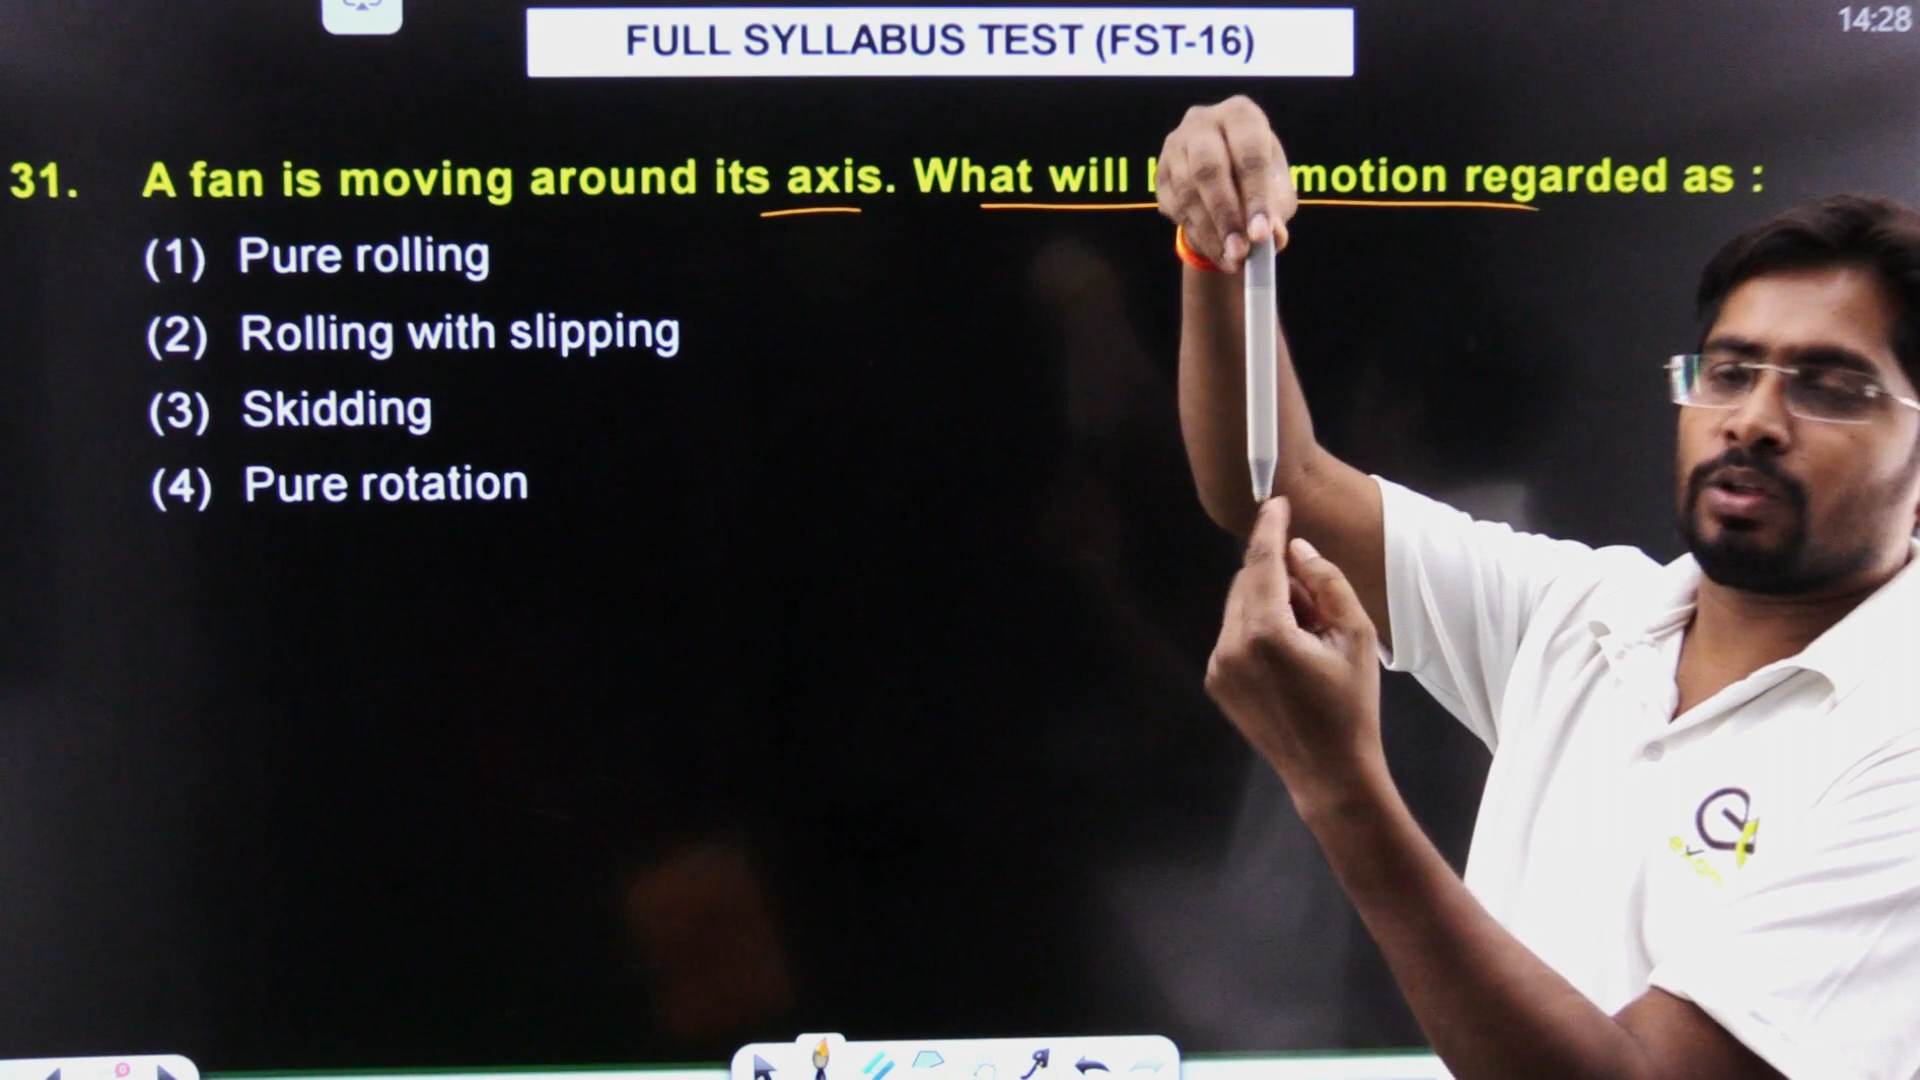 FULL SYLLABUS TEST (FST-16)
14:28
31. A fan is moving around its axis. What will motion regarded as :
(1) Pure rolling
(2) Rolling with slipping
(3) Skidding
(4) Pure rotation